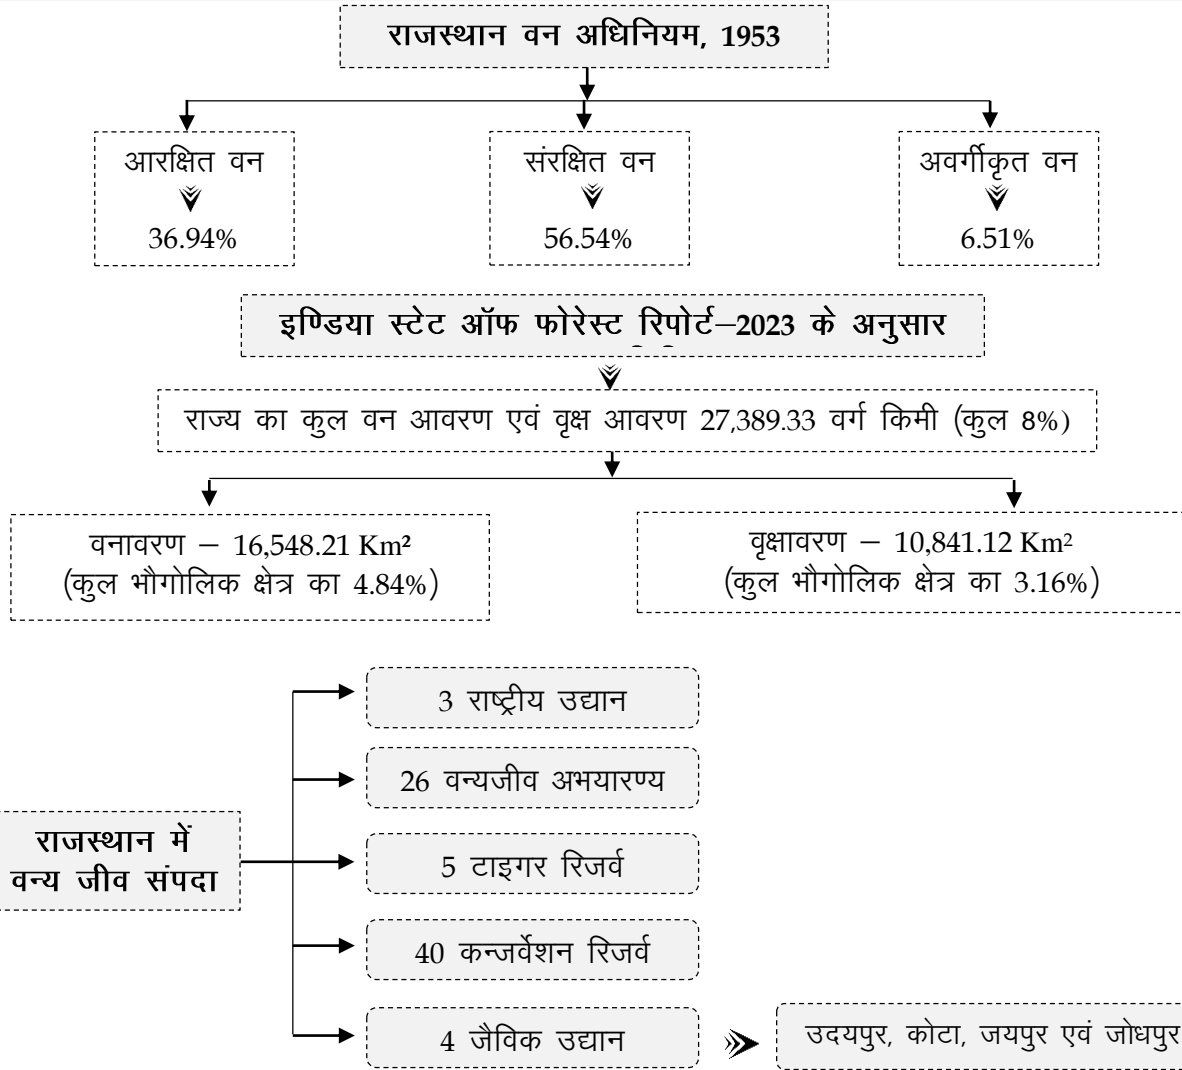 राजस्थान वन अधिनियम, 1953
आरक्षित वन
36.94%
संरक्षित वन
56.54%
अवर्गीकृत वन
6.51%
इण्डिया स्टेट ऑफ फोरेस्ट रिपोर्ट–2023 के अनुसार
राज्य का कुल वन आवरण एवं वृक्ष आवरण 27,389.33 वर्ग किमी (कुल 8%)
वनावरण – 16,548.21 Km²
(कुल भौगोलिक क्षेत्र का 4.84%)
वृक्षावरण – 10,841.12 Km²
(कुल भौगोलिक क्षेत्र का 3.16%)
राजस्थान में
वन्य जीव संपदा
3 राष्ट्रीय उद्यान
26 वन्यजीव अभयारण्य
5 टाइगर रिजर्व
40 कन्जर्वेशन रिजर्व
4 जैविक उद्यान
उदयपुर, कोटा, जयपुर एवं जोधपुर